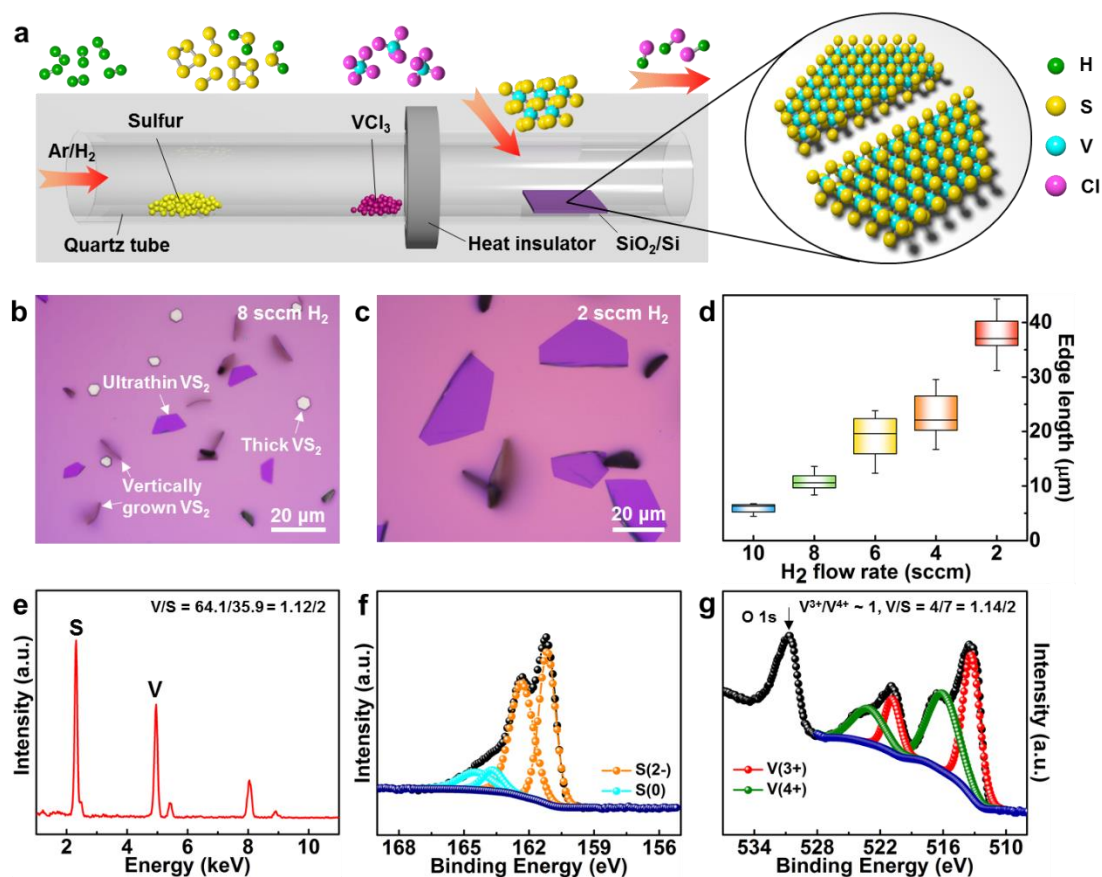 a
H
S
V
Cl
Ar/H2
Sulfur
VCl3
Quartz tube
Heat insulator
SiO2/Si
b
8 sccm H2
Ultrathin VS2
Thick VS2
Vertically
grown VS2
20 µm
c
2 sccm H2
20 µm
d
40
30
20
10
0
Edge length (µm)
10 8 6 4 2
H2 flow rate (sccm)
e
V/S = 64.1/35.9 = 1.12/2
S
V
Intensity (a.u.)
2 4 6 8 10
Energy (keV)
f
Intensity (a.u.)
S(2-)
S(0)
168 165 162 159 155
Binding Energy (eV)
g
O 1s
V3+/V4+ ~ 1, V/S = 4/7 = 1.14/2
V(3+)
V(4+)
Intensity (a.u.)
534 528 522 516 510
Binding Energy (eV)